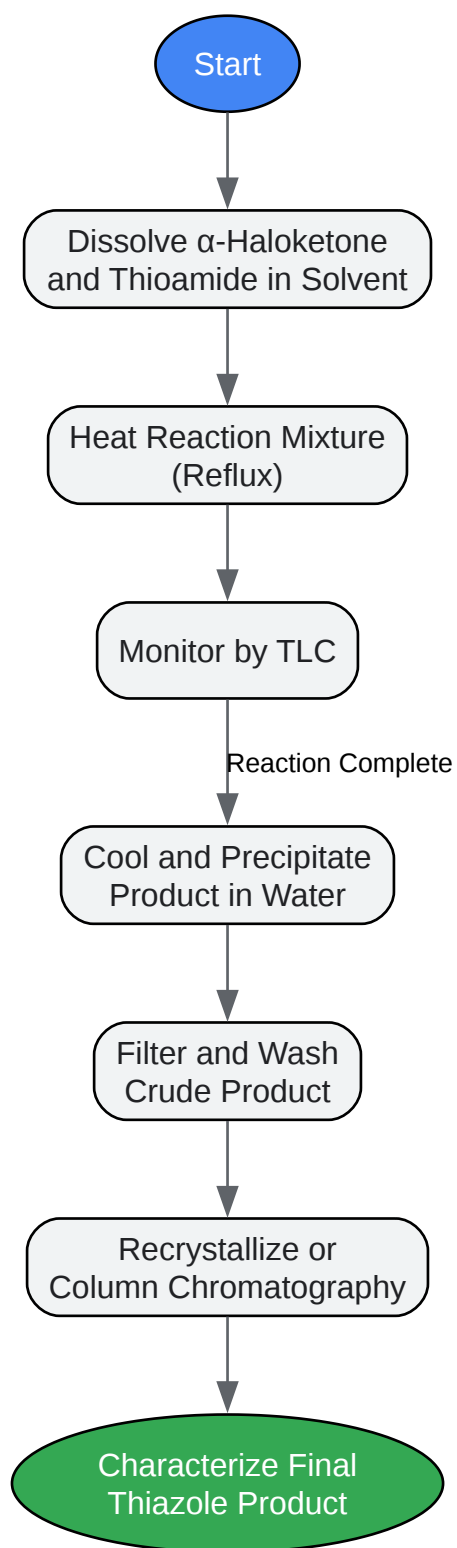 Start
Dissolve α-Haloketone
and Thioamide in Solvent
Heat Reaction Mixture
(Reflux)
Monitor by TLC
Reaction Complete
Cool and Precipitate
Product in Water
Filter and Wash
Crude Product
Recrystallize or
Column Chromatography
Characterize Final
Thiazole Product